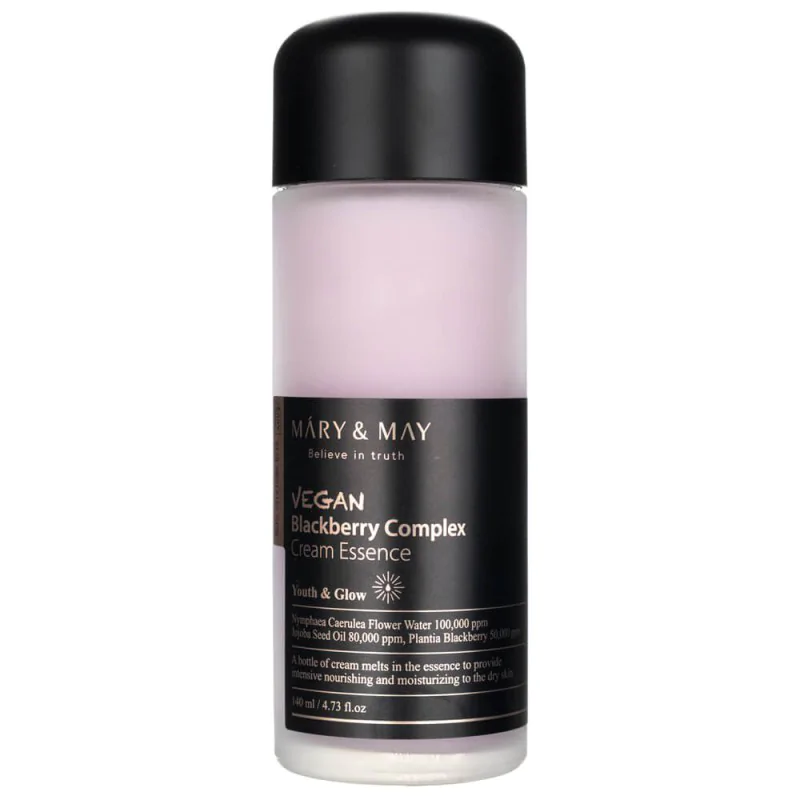 MÁRY & MAY
Believe in truth
VEGAN
Blackberry Complex
Cream Essence
Youth & Glow
Nymphaea Caerulea Flower Water 100,000 ppm
Jojoba Seed Oil 80,000 ppm, Plantia Blackberry 50,000 ppm
A bottle of cream melts in the essence to provide
intensive nourishing and moisturizing to the dry skin
140 ml / 4.73 fl.oz